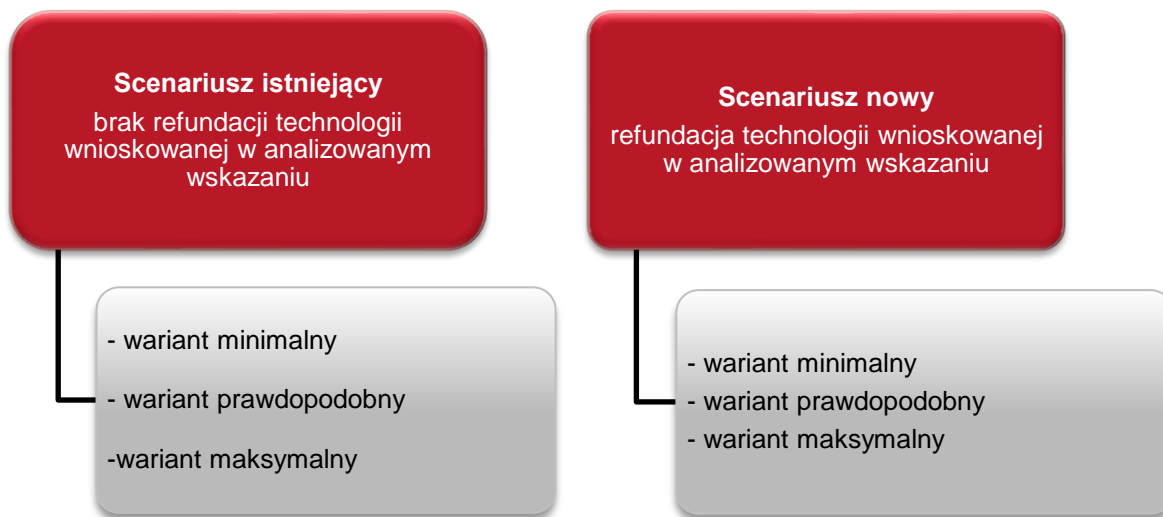 Scenariusz istniejący
brak refundacji technologii
wnioskowanej w analizowanym
wskazaniu
- wariant minimalny
- wariant prawdopodobny
-wariant maksymalny
Scenariusz nowy
refundacja technologii wnioskowanej
w analizowanym wskazaniu
- wariant minimalny
- wariant prawdopodobny
- wariant maksymalny